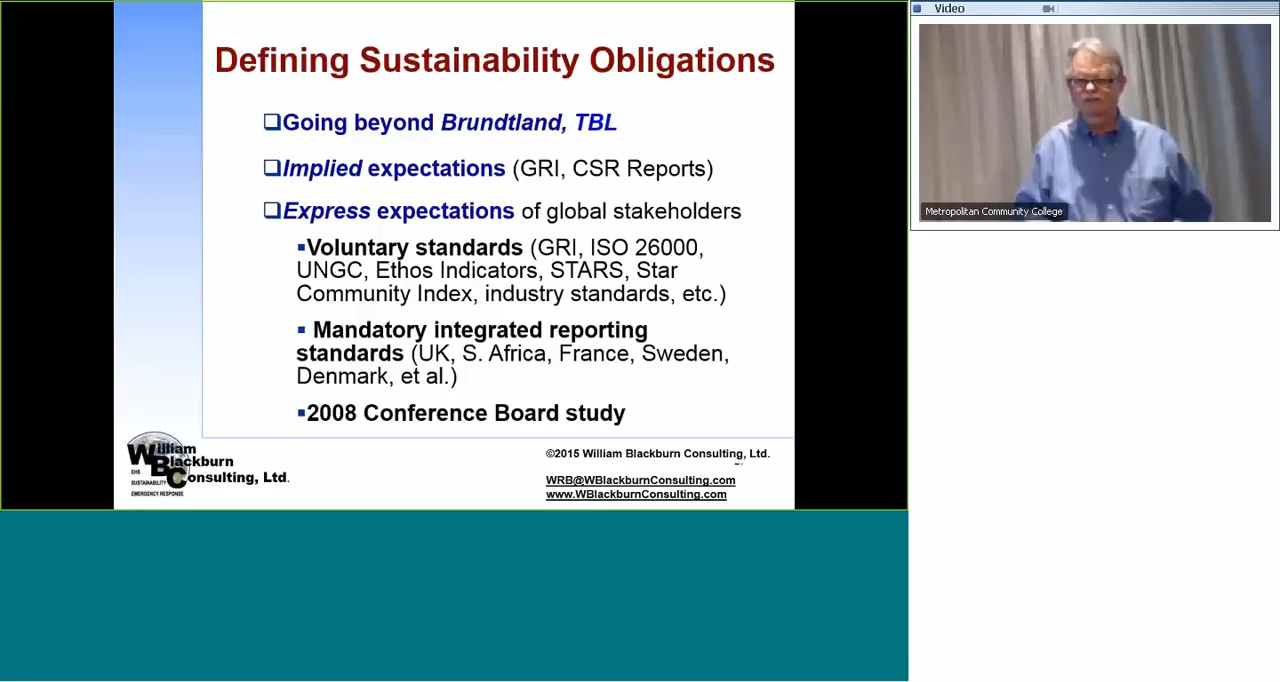 Defining Sustainability Obligations
❑Going beyond Brundtland, TBL
❑Implied expectations (GRI, CSR Reports)
❑Express expectations of global stakeholders
▪Voluntary standards (GRI, ISO 26000,
UNGC, Ethos Indicators, STARS, Star
Community Index, industry standards, etc.)
▪ Mandatory integrated reporting
standards (UK, S. Africa, France, Sweden,
Denmark, et al.)
▪2008 Conference Board study
William
Blackburn
Consulting, Ltd.
EHS
SUSTAINABILITY
EMERGENCY RESPONSE
©2015 William Blackburn Consulting, Ltd.
WRB@WBlackburnConsulting.com
www.WBlackburnConsulting.com
Video
Metropolitan Community College